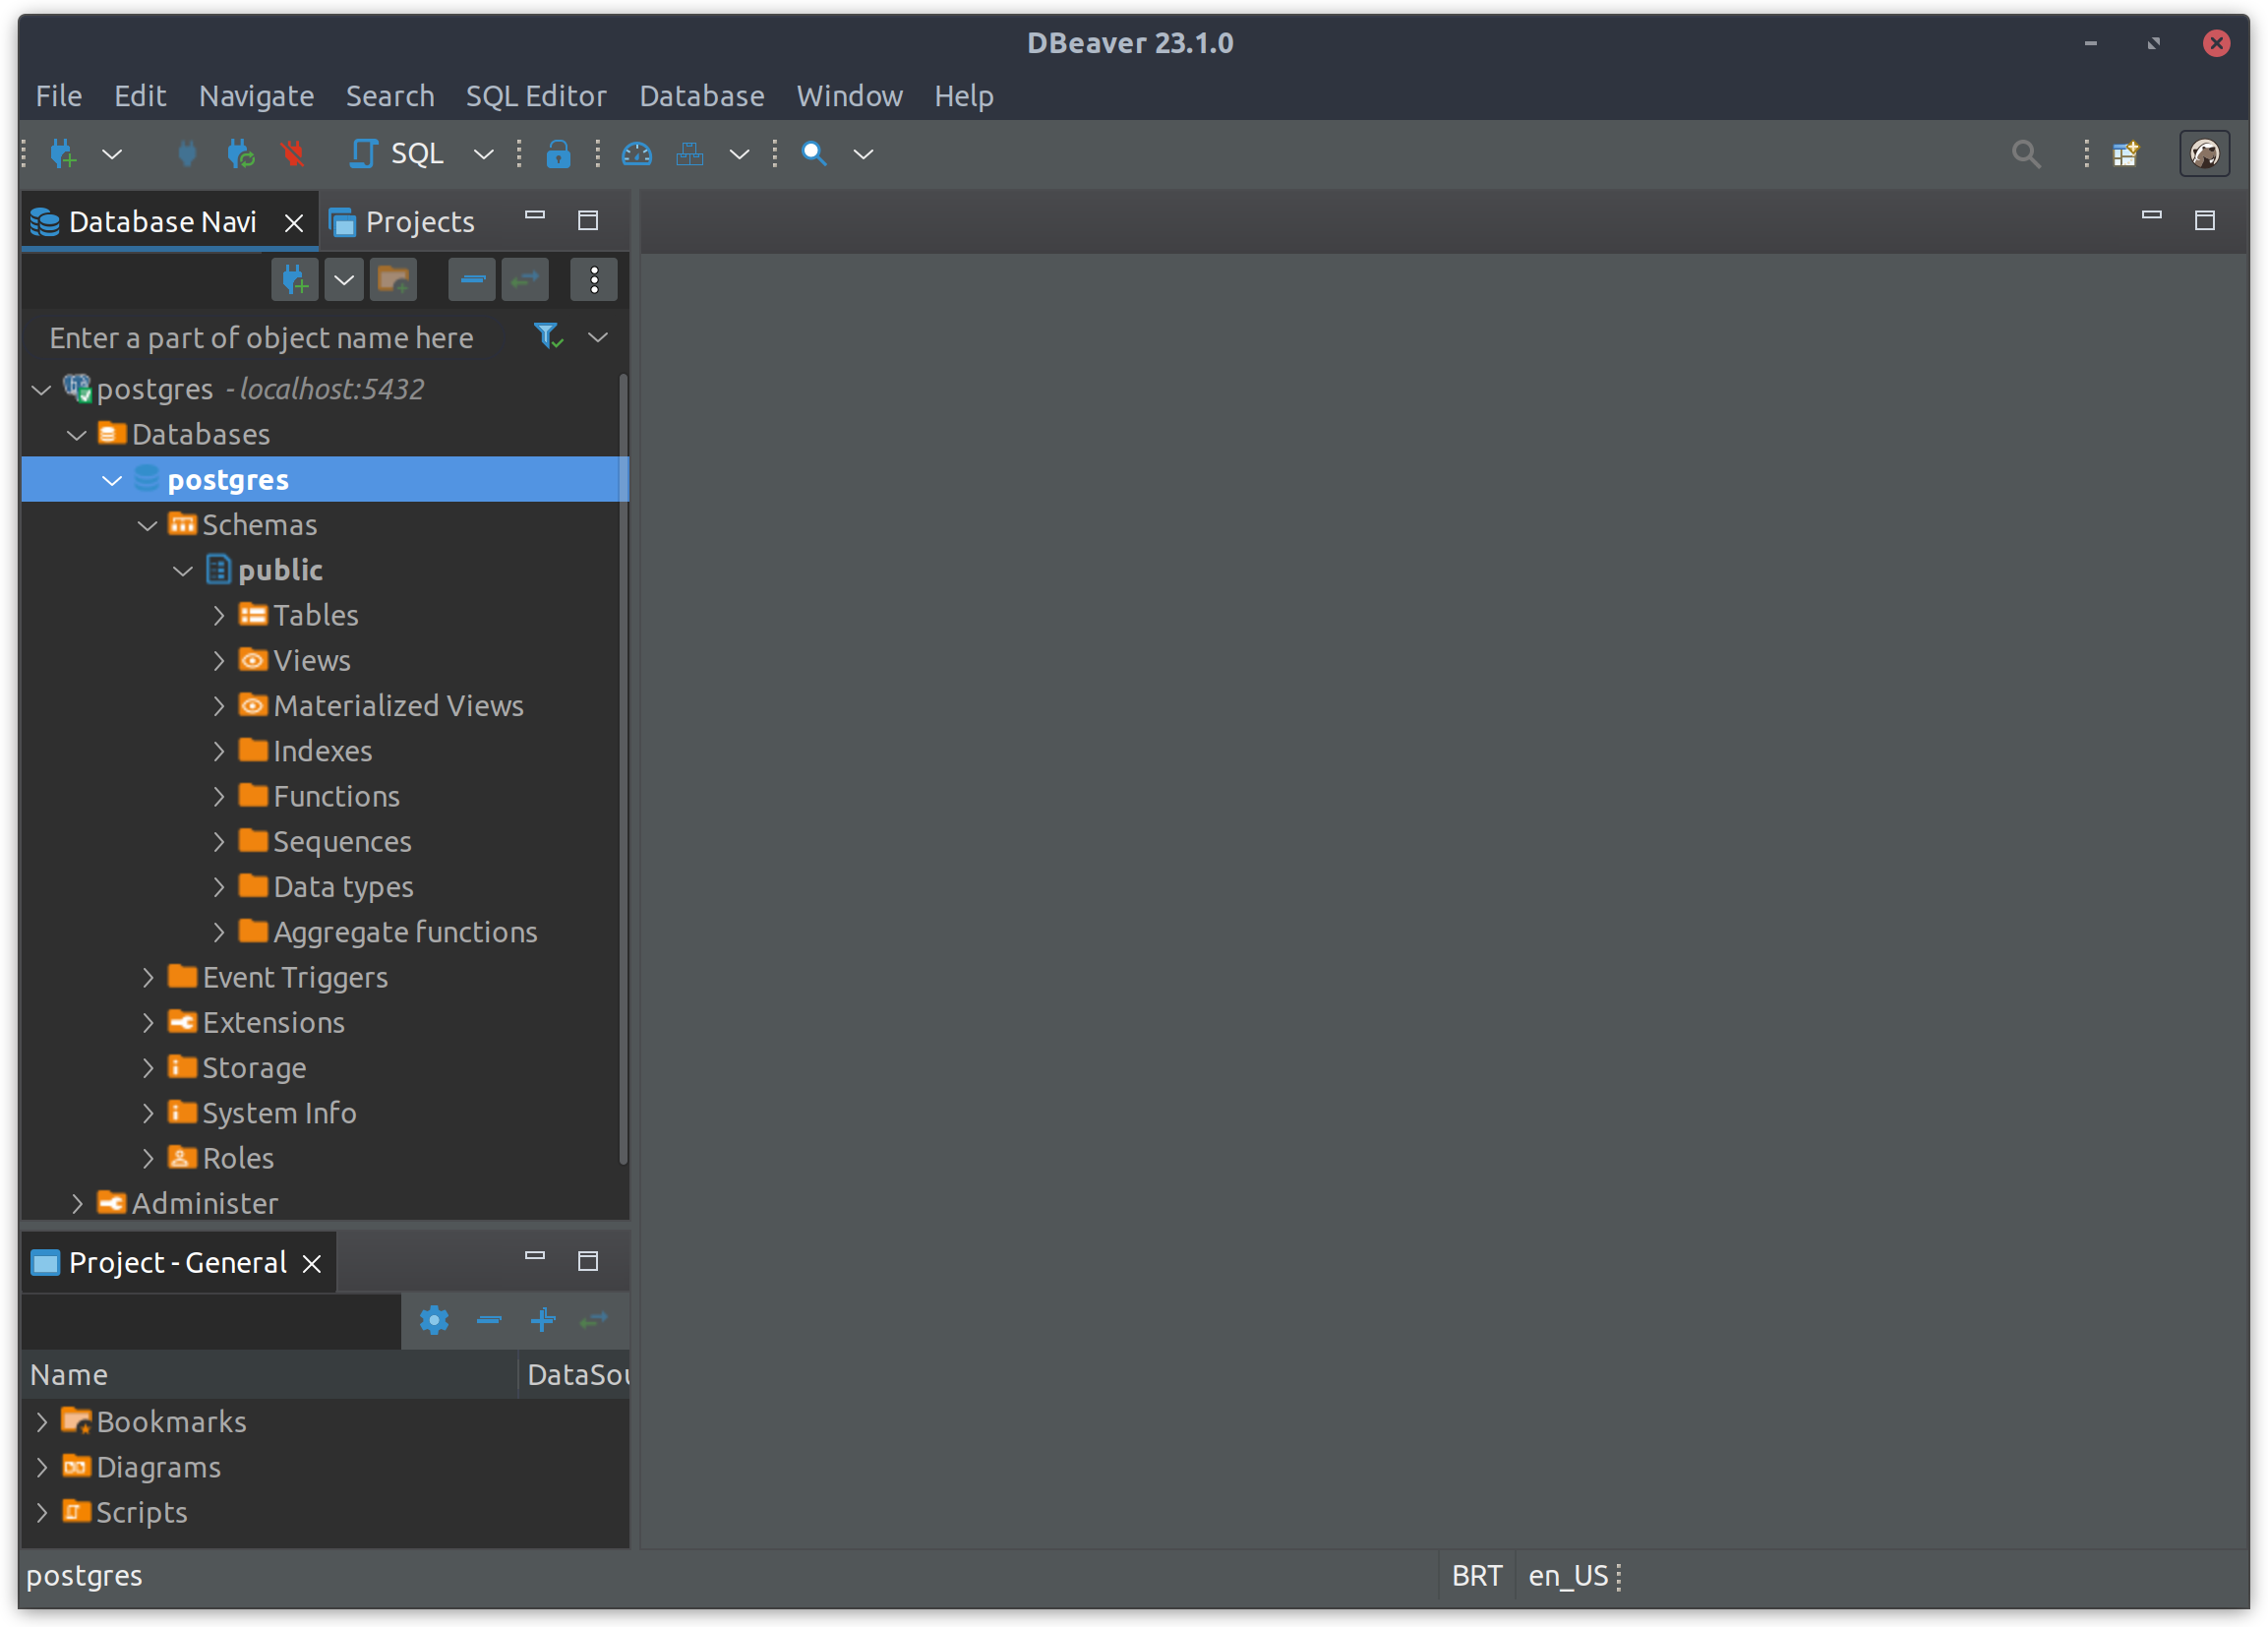 DBeaver 23.1.0
File Edit Navigate Search SQL Editor Database Window Help
SQL
Database Navi Projects
Enter a part of object name here
postgres - localhost:5432
Databases
postgres
Schemas
public
Tables
Views
Materialized Views
Indexes
Functions
Sequences
Data types
Aggregate functions
Event Triggers
Extensions
Storage
System Info
Roles
Administer
Project - General
Name DataSou
Bookmarks
Diagrams
Scripts
postgres BRT en_US